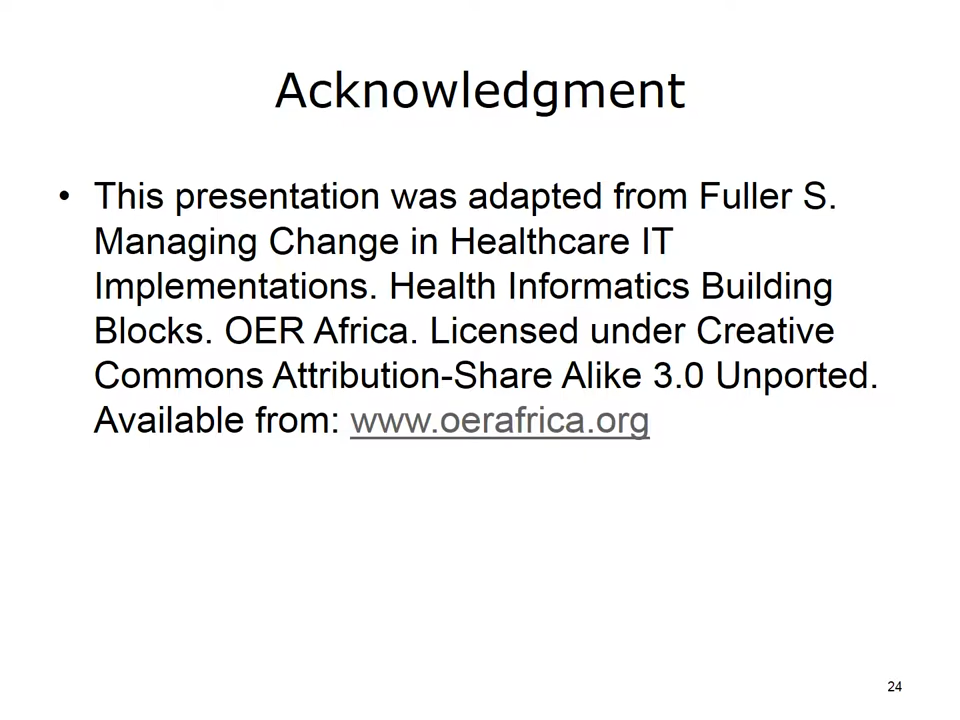 Acknowledgment
• This presentation was adapted from Fuller S.
Managing Change in Healthcare IT
Implementations. Health Informatics Building
Blocks. OER Africa. Licensed under Creative
Commons Attribution-Share Alike 3.0 Unported.
Available from: www.oerafrica.org
24